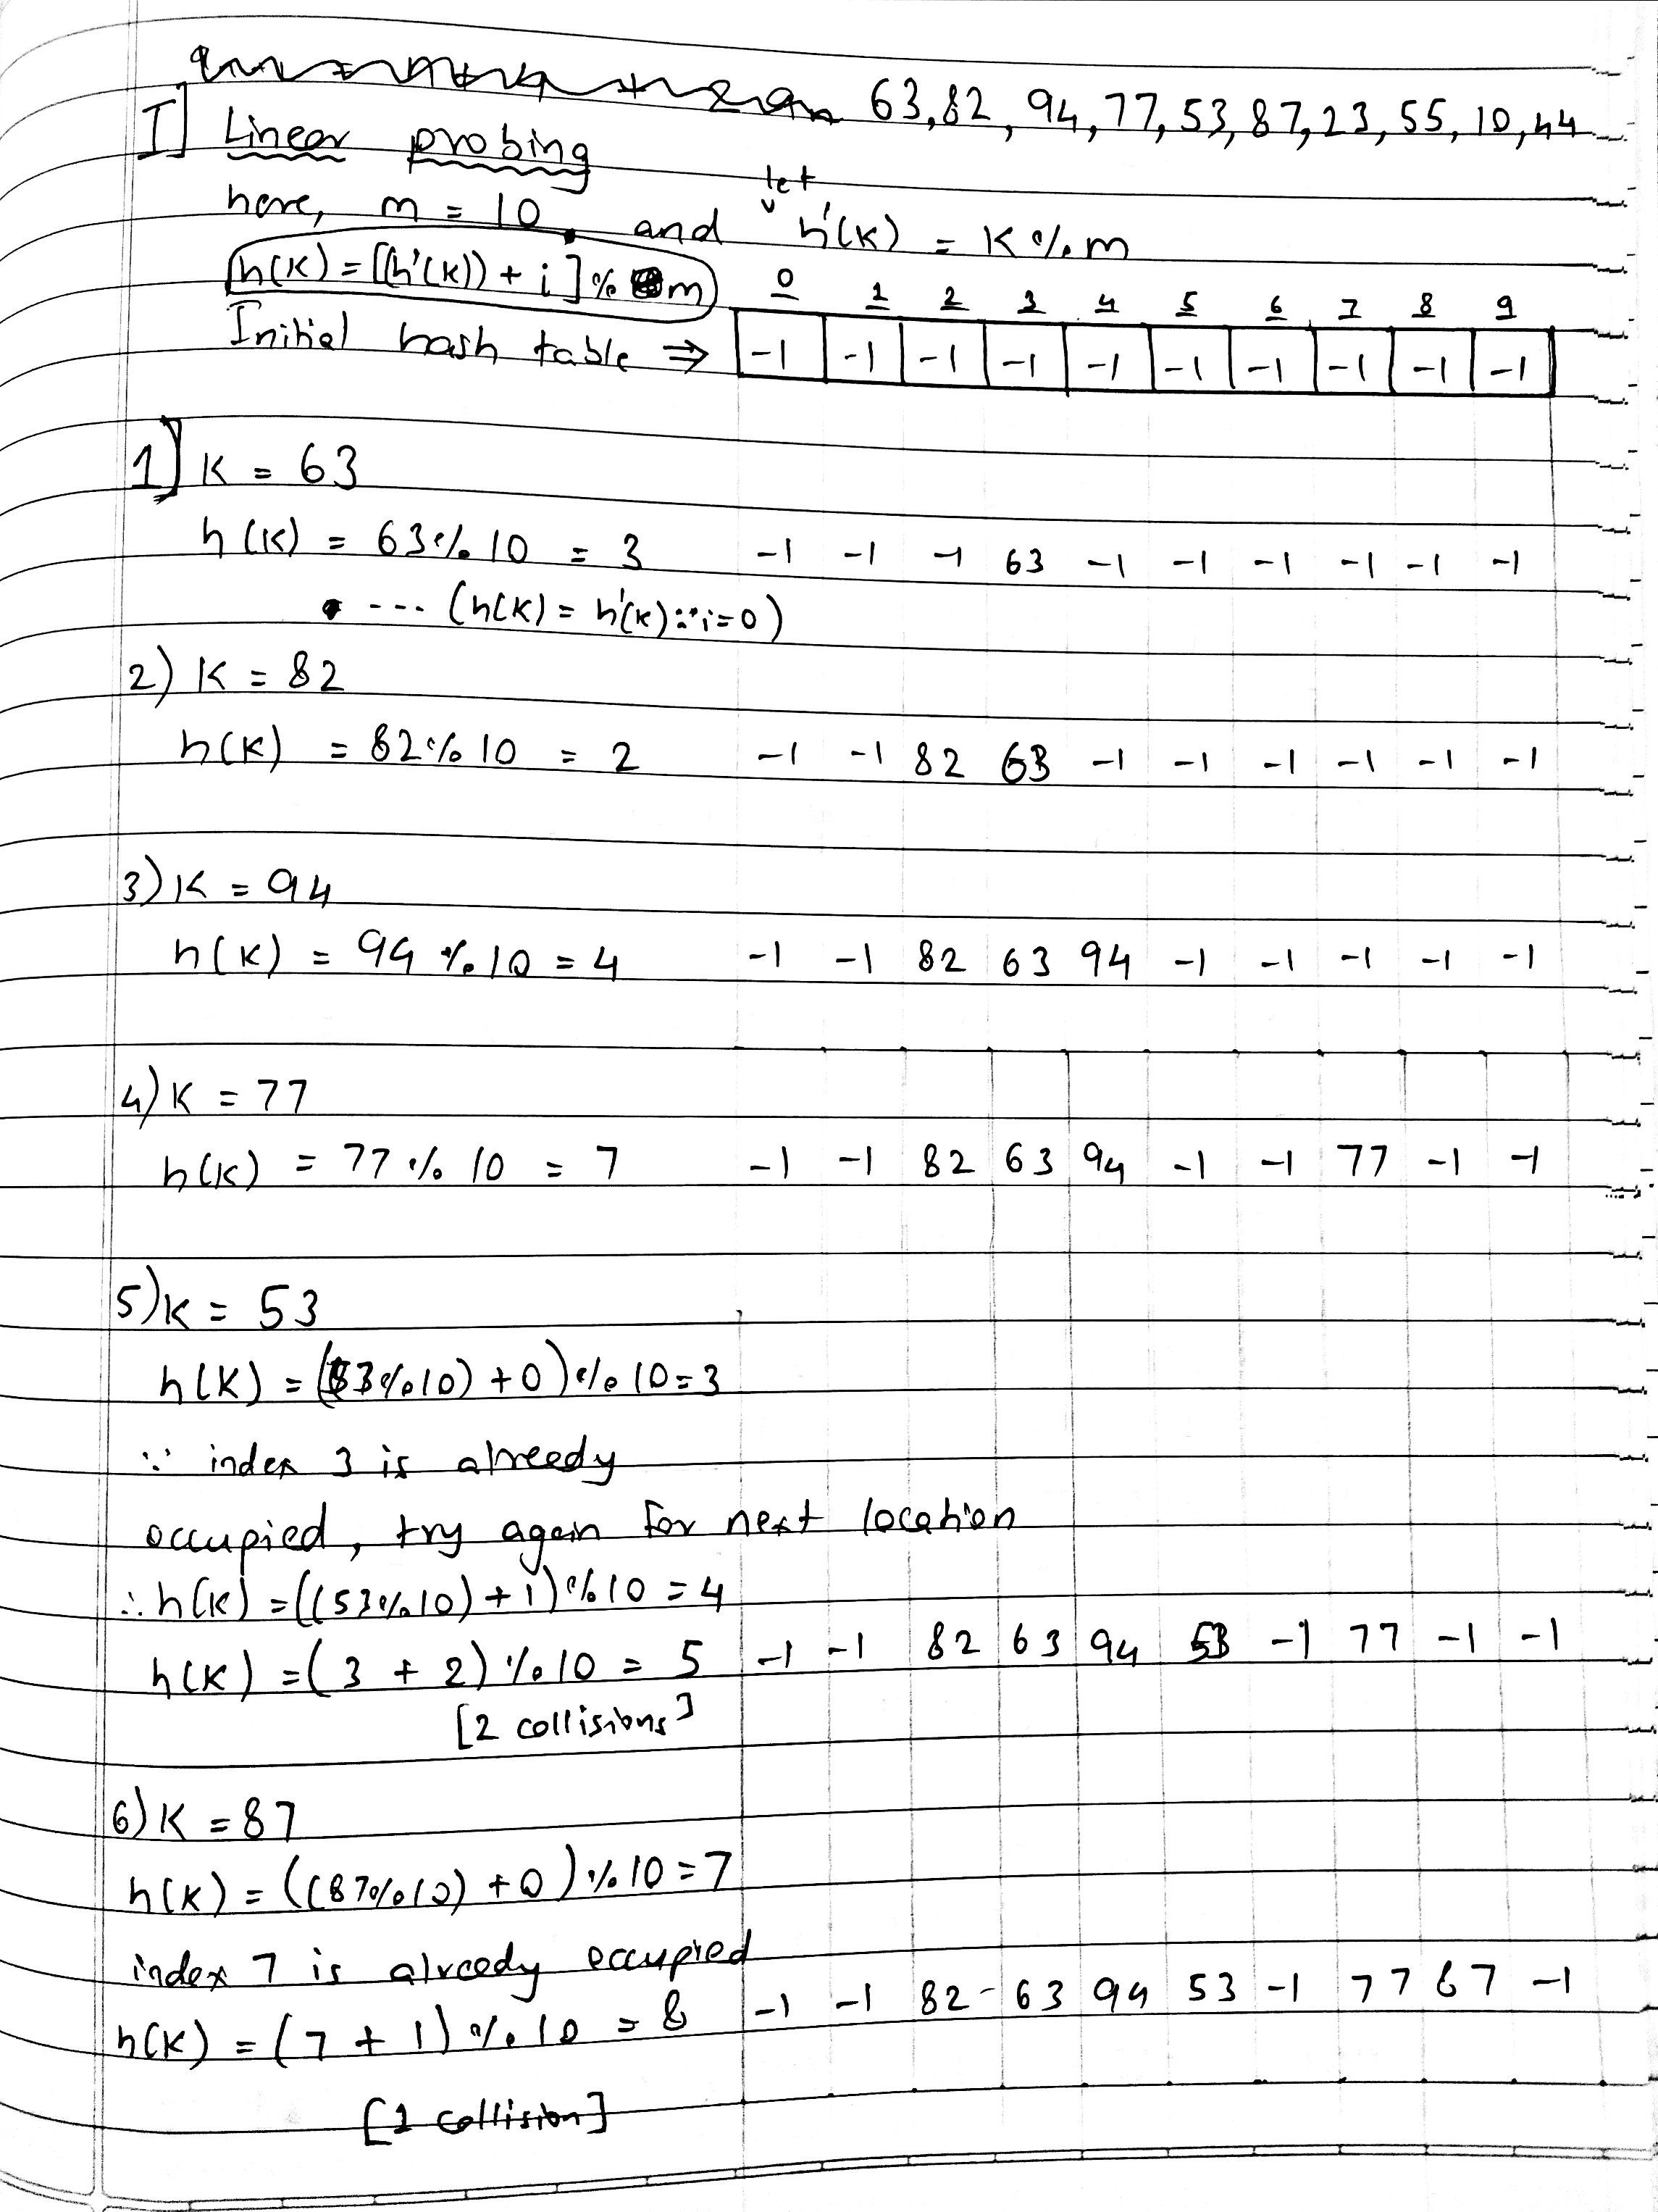 63,82, 94,77,53,87,23,55,10,44
I] Linear probing
here, m = 10 and let h'(K) = K % m
h(K) = [(h'(K)) + i ] % m
0 1 2 3 4 5 6 7 8 9
Initial hash table ⇒ -1 -1 -1 -1 -1 -1 -1 -1 -1 -1
1] K = 63
h(K) = 63 % 10 = 3 -1 -1 -1 63 -1 -1 -1 -1 -1 -1
--- (h(K) = h'(K) ∵ i=0)
2) K = 82
h(K) = 82 % 10 = 2 -1 -1 82 63 -1 -1 -1 -1 -1 -1
3) K = 94
h(K) = 94 % 10 = 4 -1 -1 82 63 94 -1 -1 -1 -1 -1
4) K = 77
h(K) = 77 % 10 = 7 -1 -1 82 63 94 -1 -1 77 -1 -1
5) K = 53
h(K) = (53%10) + 0) % 10 = 3
∵ index 3 is already
occupied, try again for next location
∴ h(K) = ((53%10) + 1) % 10 = 4
h(K) = (3 + 2) % 10 = 5 -1 -1 82 63 94 53 -1 77 -1 -1
[2 collisions]
6) K = 87
h(K) = ((87%10) + 0) % 10 = 7
index 7 is already occupied
h(K) = (7 + 1) % 10 = 8 -1 -1 82 - 63 94 53 -1 77 87 -1
[1 collision]